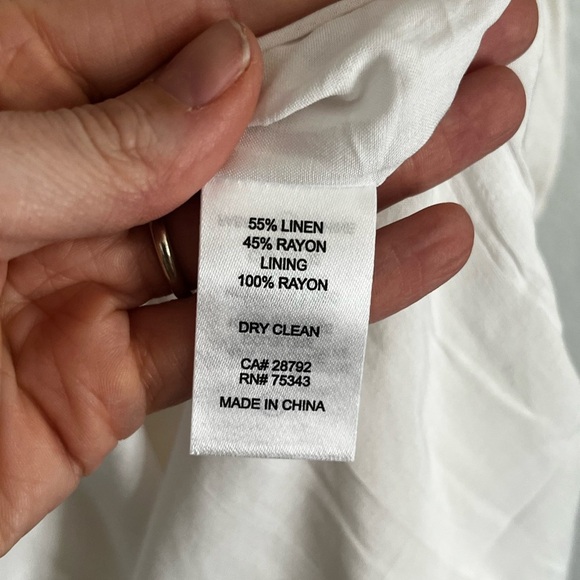 55% LINEN
45% RAYON
LINING
100% RAYON
DRY CLEAN
CA# 28792
RN# 75343
MADE IN CHINA